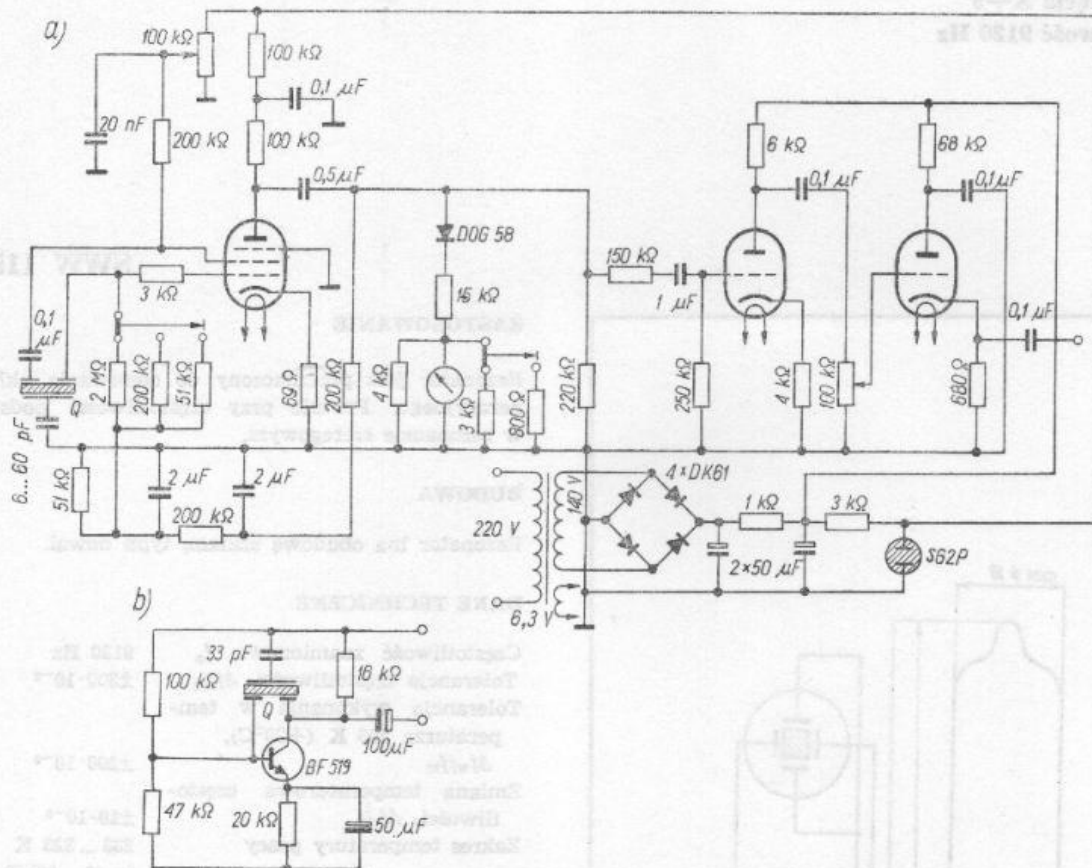 a)
100 kΩ
100 kΩ
0,1 µF
20 nF
200 kΩ
100 kΩ
6 kΩ
68 kΩ
0,5 µF
0,1 µF
0,1 µF
DOG 58
150 kΩ
3 kΩ
16 kΩ
1 µF
0,1 µF
0,1 µF
2 MΩ
200 kΩ
51 kΩ
69 Ω
200 kΩ
4 kΩ
3 kΩ
800 Ω
220 kΩ
250 kΩ
4 kΩ
100 kΩ
680 Ω
Q
6...60 pF
51 kΩ
2 µF
2 µF
200 kΩ
220 V
140 V
4×DK61
1 kΩ
3 kΩ
2×50 µF
S62P
6,3 V
b)
33 pF
100 kΩ
16 kΩ
Q
100µF
BF519
47 kΩ
20 kΩ
50 µF